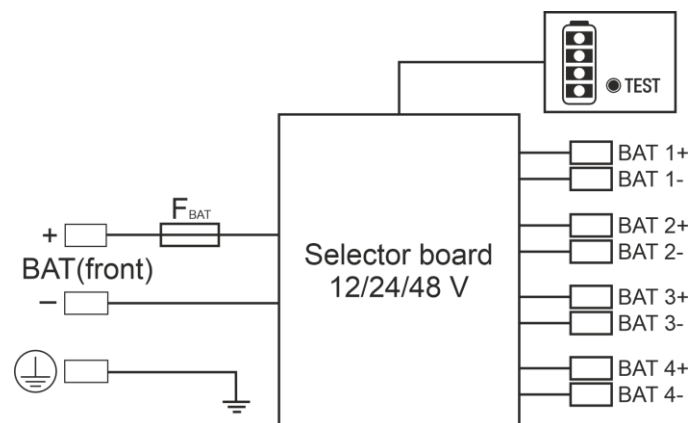 TEST
BAT 1+
BAT 1-
F BAT
+
BAT(front)
−
Selector board
12/24/48 V
BAT 2+
BAT 2-
BAT 3+
BAT 3-
BAT 4+
BAT 4-